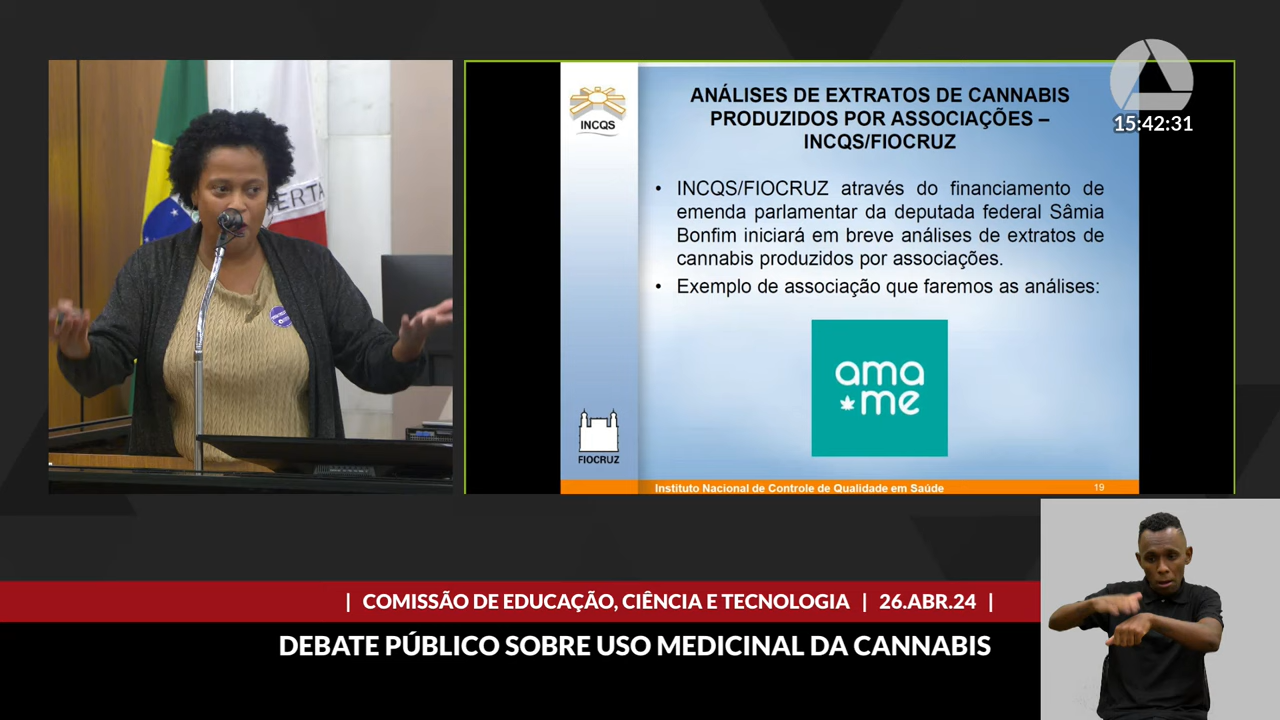 15:42:31
BERTA
INCQS
ANÁLISES DE EXTRATOS DE CANNABIS
PRODUZIDOS POR ASSOCIAÇÕES –
INCQS/FIOCRUZ
• INCQS/FIOCRUZ através do financiamento de
emenda parlamentar da deputada federal Sâmia
Bonfim iniciará em breve análises de extratos de
cannabis produzidos por associações.
• Exemplo de associação que faremos as análises:
ama
me
FIOCRUZ
Instituto Nacional de Controle de Qualidade em Saúde
19
| COMISSÃO DE EDUCAÇÃO, CIÊNCIA E TECNOLOGIA | 26.ABR.24 |
DEBATE PÚBLICO SOBRE USO MEDICINAL DA CANNABIS